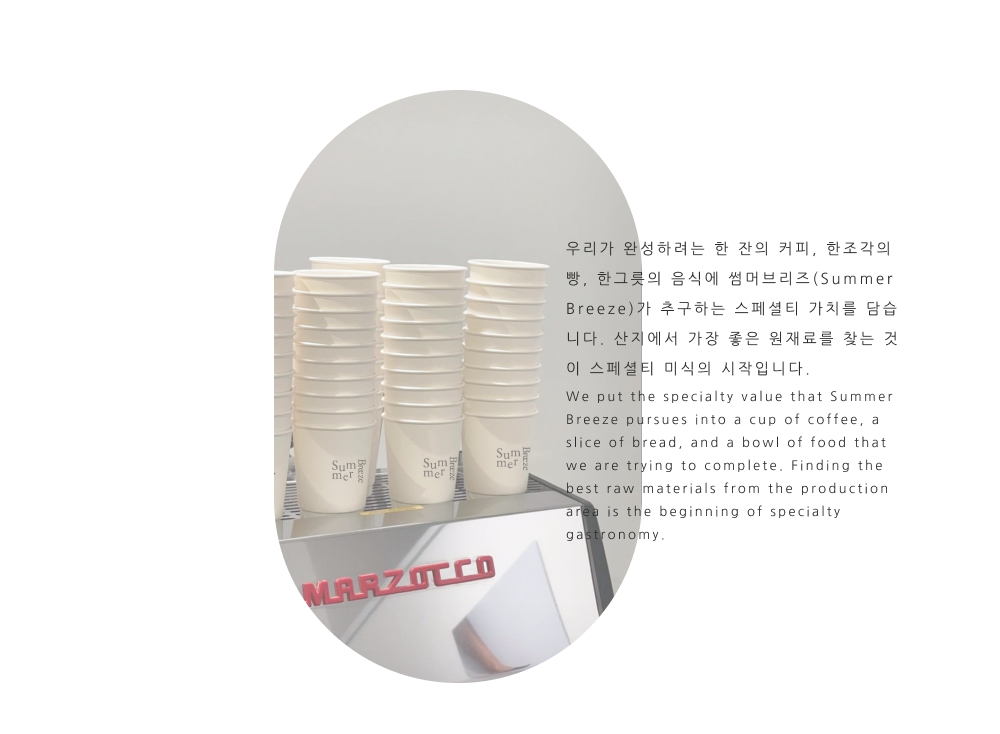 우리가 완성하려는 한 잔의 커피, 한조각의
빵, 한그릇의 음식에 썸머브리즈(Summer
Breeze)가 추구하는 스페셜티 가치를 담습
니다. 산지에서 가장 좋은 원재료를 찾는 것
이 스페셜티 미식의 시작입니다.
We put the specialty value that Summer
Breeze pursues into a cup of coffee, a
slice of bread, and a bowl of food that
we are trying to complete. Finding the
best raw materials from the production
area is the beginning of specialty
gastronomy.
Summer Breeze
Summer Breeze
Summer Breeze
MARZOCCO